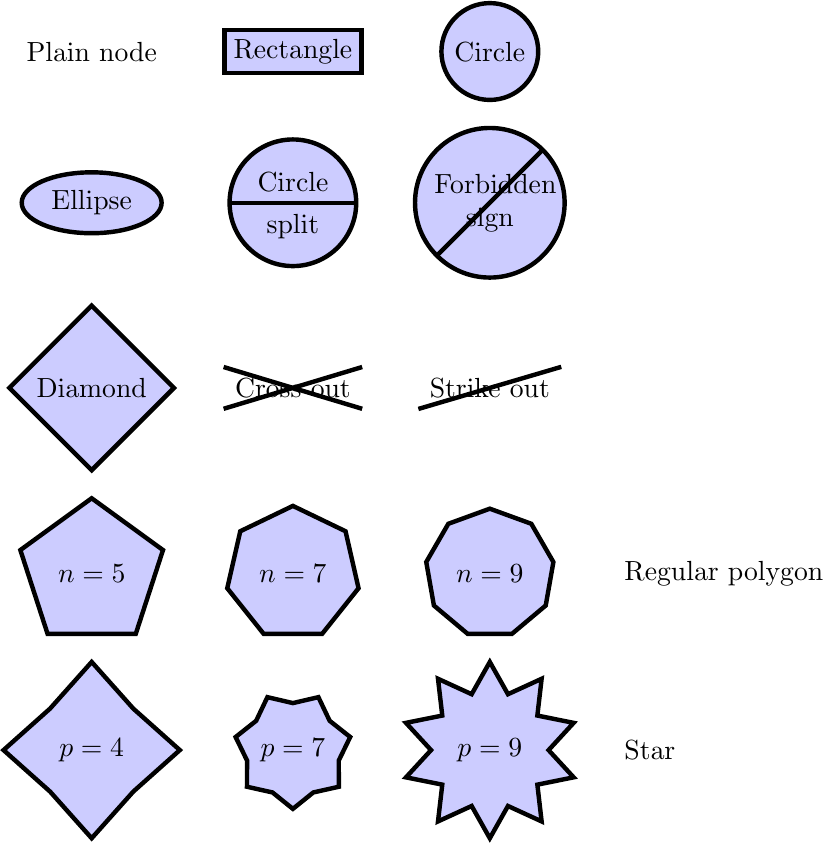 Plain node
Rectangle
Circle
Ellipse
Circle
split
Forbidden
sign
Diamond
Cross out
Strike out
n = 5
n = 7
n = 9
Regular polygon
p = 4
p = 7
p = 9
Star